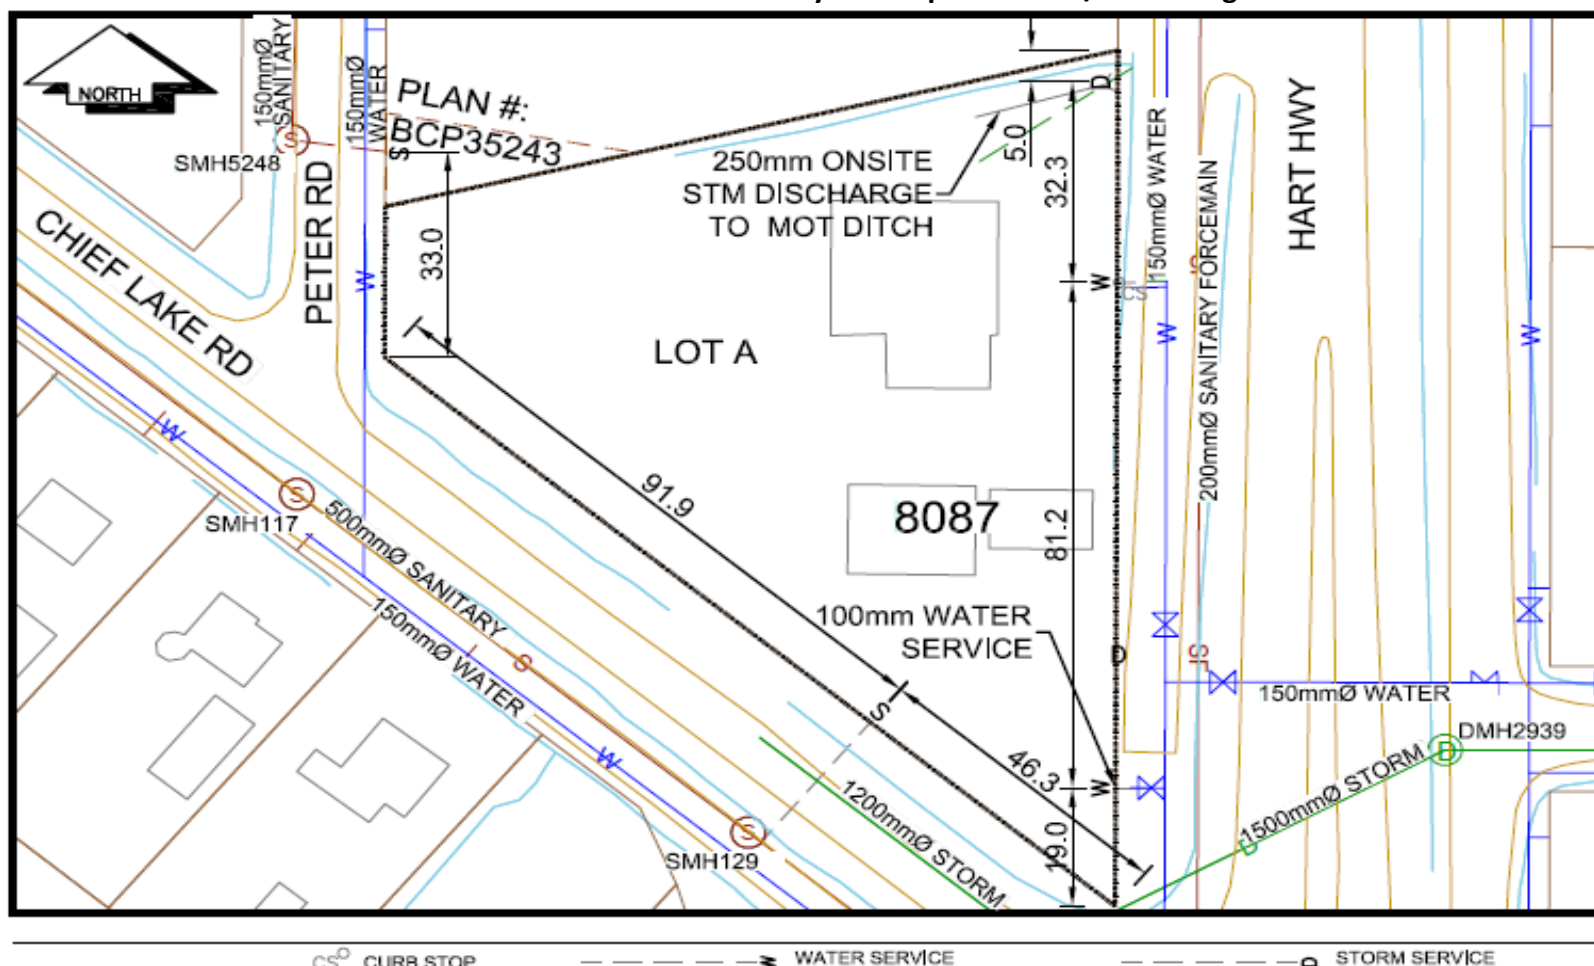 NORTH
150mmØ
SANITARY
150mmØ
WATER
PLAN #:
BCP35243
S
S
SMH5248
PETER RD
CHIEF LAKE RD
33.0
W
250mm ONSITE
STM DISCHARGE
TO MOT DITCH
D
5.0
32.3
150mmØ WATER
HART HWY
200mmØ SANITARY FORCEMAIN
W
CS
W
W
LOT A
91.9
8087
81.2
W
S
SMH117
500mmØ SANITARY
150mmØ WATER
S
W
100mm WATER
SERVICE
D
150mmØ WATER
DMH2939
D
1500mmØ STORM
D
S
46.3
W
19.0
1200mmØ STORM
S
SMH129
CS CURB STOP
W WATER SERVICE
D STORM SERVICE